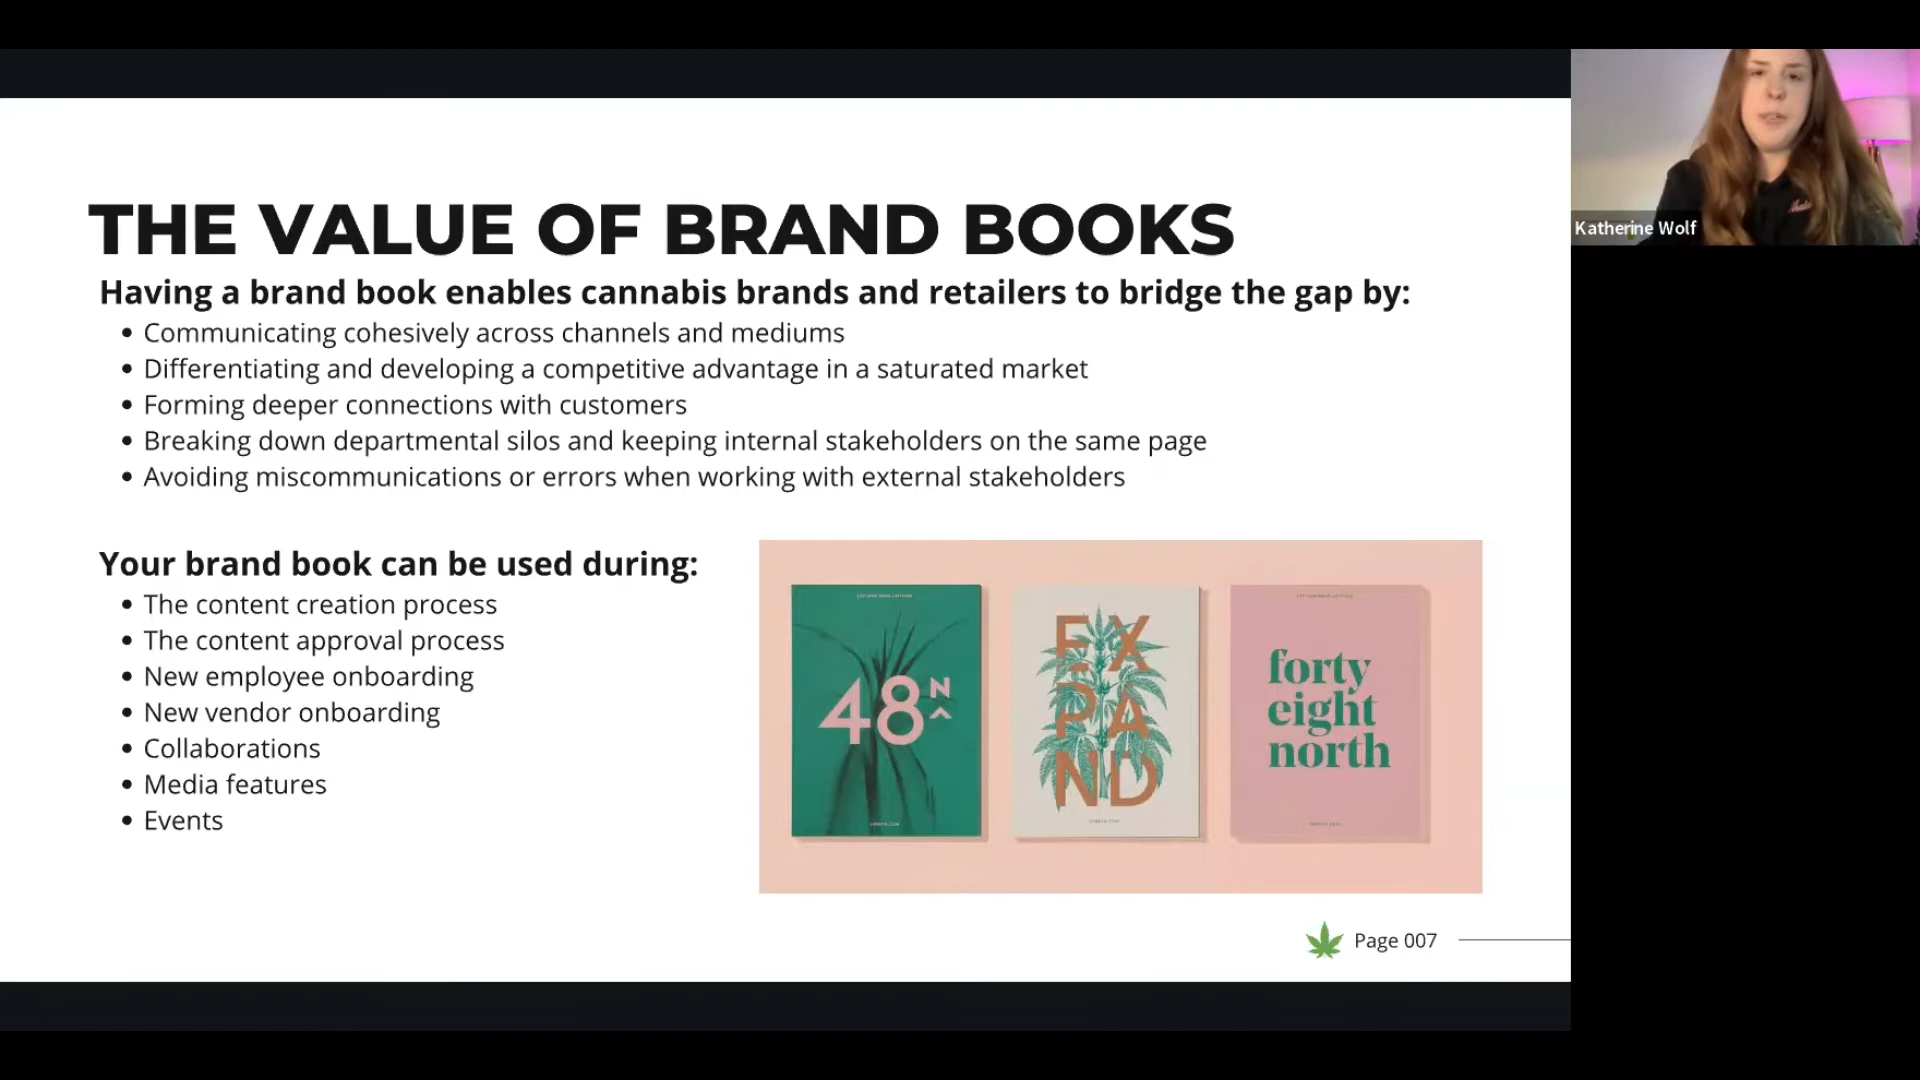 THE VALUE OF BRAND BOOKS
Having a brand book enables cannabis brands and retailers to bridge the gap by:
• Communicating cohesively across channels and mediums
• Differentiating and developing a competitive advantage in a saturated market
• Forming deeper connections with customers
• Breaking down departmental silos and keeping internal stakeholders on the same page
• Avoiding miscommunications or errors when working with external stakeholders
Your brand book can be used during:
• The content creation process
• The content approval process
• New employee onboarding
• New vendor onboarding
• Collaborations
• Media features
• Events
48N
EX
PA
ND
forty
eight
north
Page 007
Katherine Wolf